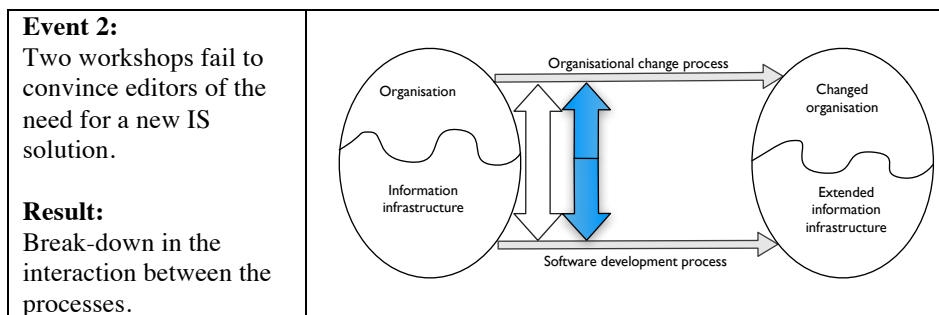 Event 2:
Two workshops fail to
convince editors of the
need for a new IS
solution.
Result:
Break-down in the
interaction between the
processes.
Organisational change process
Organisation
Changed
organisation
Information
infrastructure
Extended
information
infrastructure
Software development process